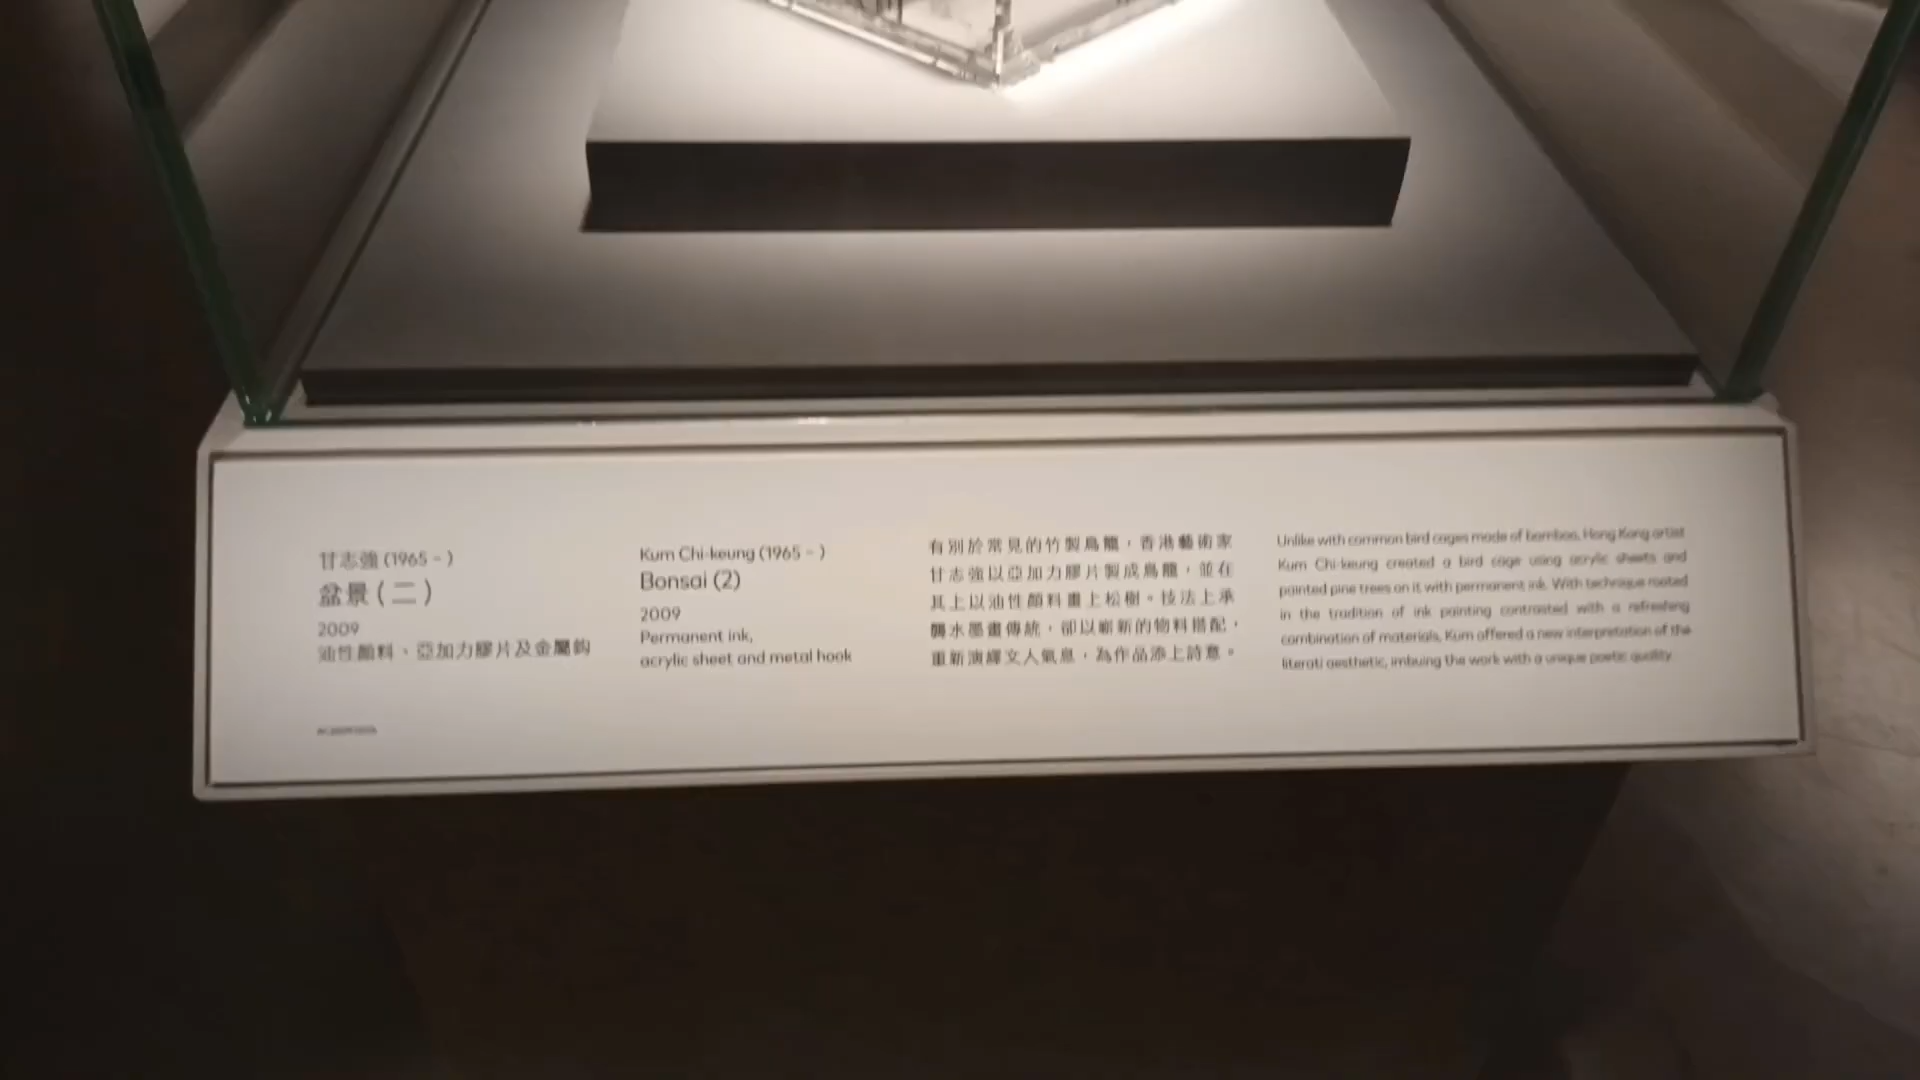 甘志強 (1965 - )
盆景 ( 二 )
2009
油性顏料、亞加力膠片及金屬鈎
Kum Chi-keung (1965 - )
Bonsai (2)
2009
Permanent ink,
acrylic sheet and metal hook
有別於常見的竹製鳥籠，香港藝術家
甘志強以亞加力膠片製成鳥籠，並在
其上以油性顏料畫上松樹。技法上承
襲水墨畫傳統，卻以嶄新的物料搭配，
重新演繹文人氣息，為作品添上詩意。
Unlike with common bird cages made of bamboo, Hong Kong artist
Kum Chi-keung created a bird cage using acrylic sheets and
painted pine trees on it with permanent ink. With technique rooted
in the tradition of ink painting contrasted with a refreshing
combination of materials, Kum offered a new interpretation of the
literati aesthetic, imbuing the work with a unique poetic quality.